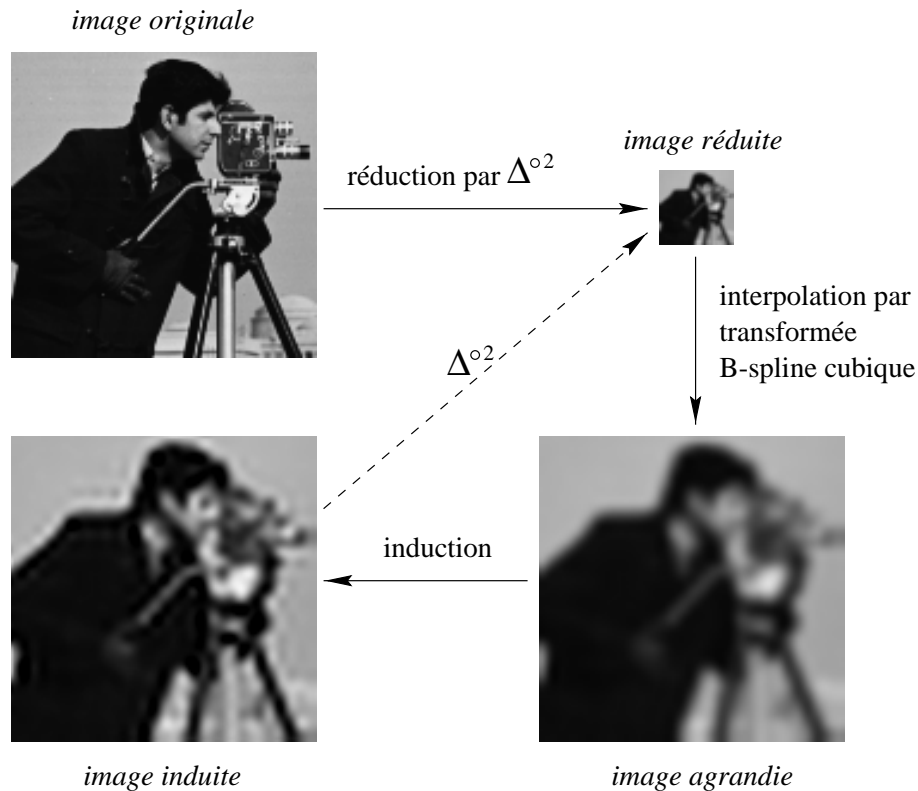 image originale
image réduite
réduction par Δ°²
interpolation par
transformée
B-spline cubique
Δ°²
induction
image induite
image agrandie